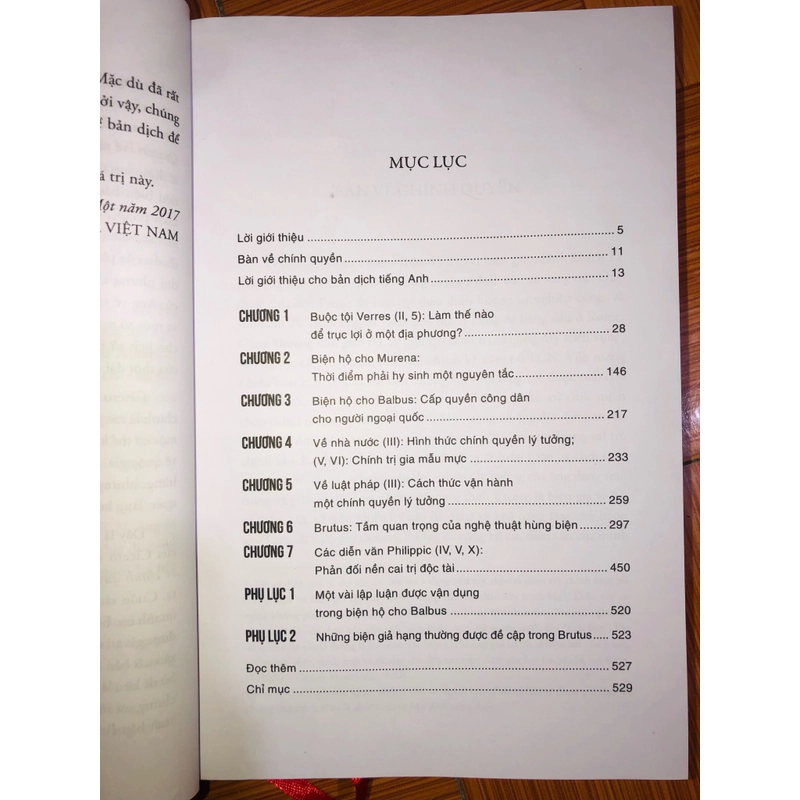 Mặc dù đã rất
ởi vậy, chúng
bản dịch để
á trị này.
Một năm 2017
VIỆT NAM
MỤC LỤC
Lời giới thiệu ........ 5
Bàn về chính quyền ........ 11
Lời giới thiệu cho bản dịch tiếng Anh ........ 13
CHƯƠNG 1 Buộc tội Verres (II, 5): Làm thế nào
để trục lợi ở một địa phương? ........ 28
CHƯƠNG 2 Biện hộ cho Murena:
Thời điểm phải hy sinh một nguyên tắc ........ 146
CHƯƠNG 3 Biện hộ cho Balbus: Cấp quyền công dân
cho người ngoại quốc ........ 217
CHƯƠNG 4 Về nhà nước (III): Hình thức chính quyền lý tưởng;
(V, VI): Chính trị gia mẫu mực ........ 233
CHƯƠNG 5 Về luật pháp (III): Cách thức vận hành
một chính quyền lý tưởng ........ 259
CHƯƠNG 6 Brutus: Tầm quan trọng của nghệ thuật hùng biện ........ 297
CHƯƠNG 7 Các diễn văn Philippic (IV, V, X):
Phản đối nền cai trị độc tài ........ 450
PHỤ LỤC 1 Một vài lập luận được vận dụng
trong biện hộ cho Balbus ........ 520
PHỤ LỤC 2 Những biện giả hạng thường được đề cập trong Brutus ..... 523
Đọc thêm ........ 527
Chỉ mục ........ 529